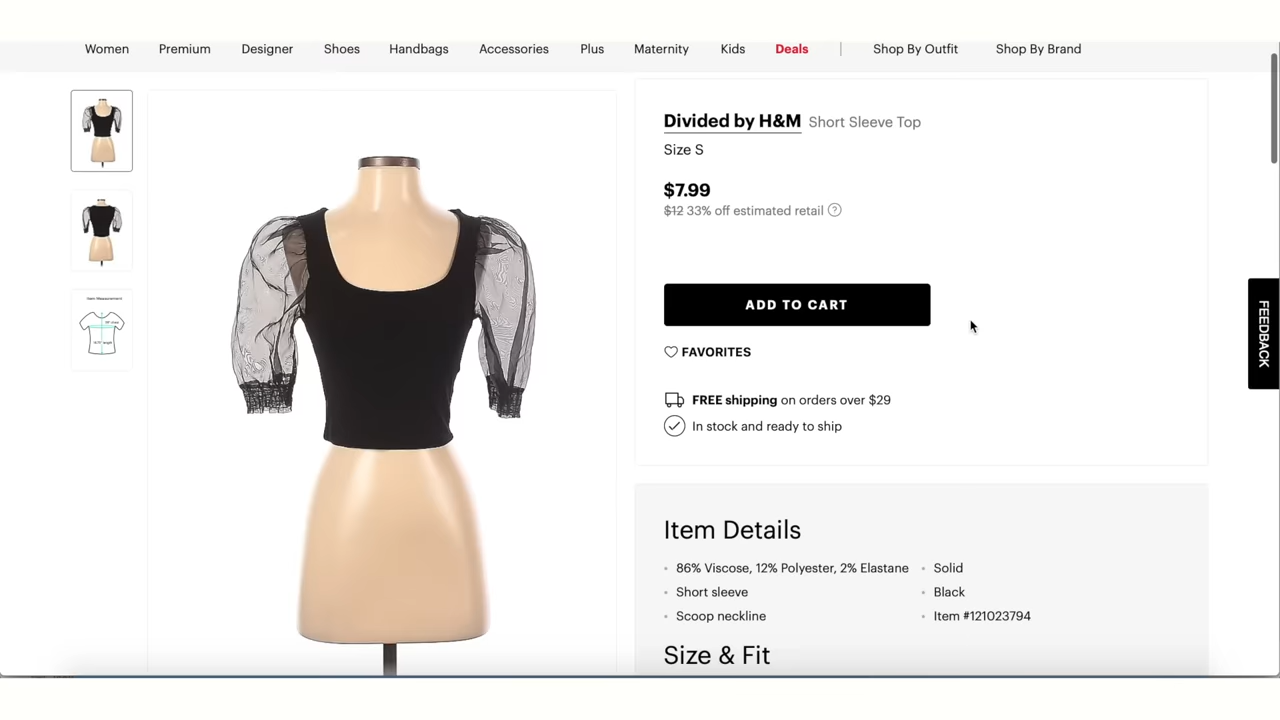 Women Premium Designer Shoes Handbags Accessories Plus Maternity Kids Deals Shop By Outfit Shop By Brand
Divided by H&M Short Sleeve Top
Size S
$7.99
$12 33% off estimated retail ?
ADD TO CART
FAVORITES
FREE shipping on orders over $29
In stock and ready to ship
FEEDBACK
Item Details
• 86% Viscose, 12% Polyester, 2% Elastane • Solid
• Short sleeve • Black
• Scoop neckline • Item #121023794
Size & Fit